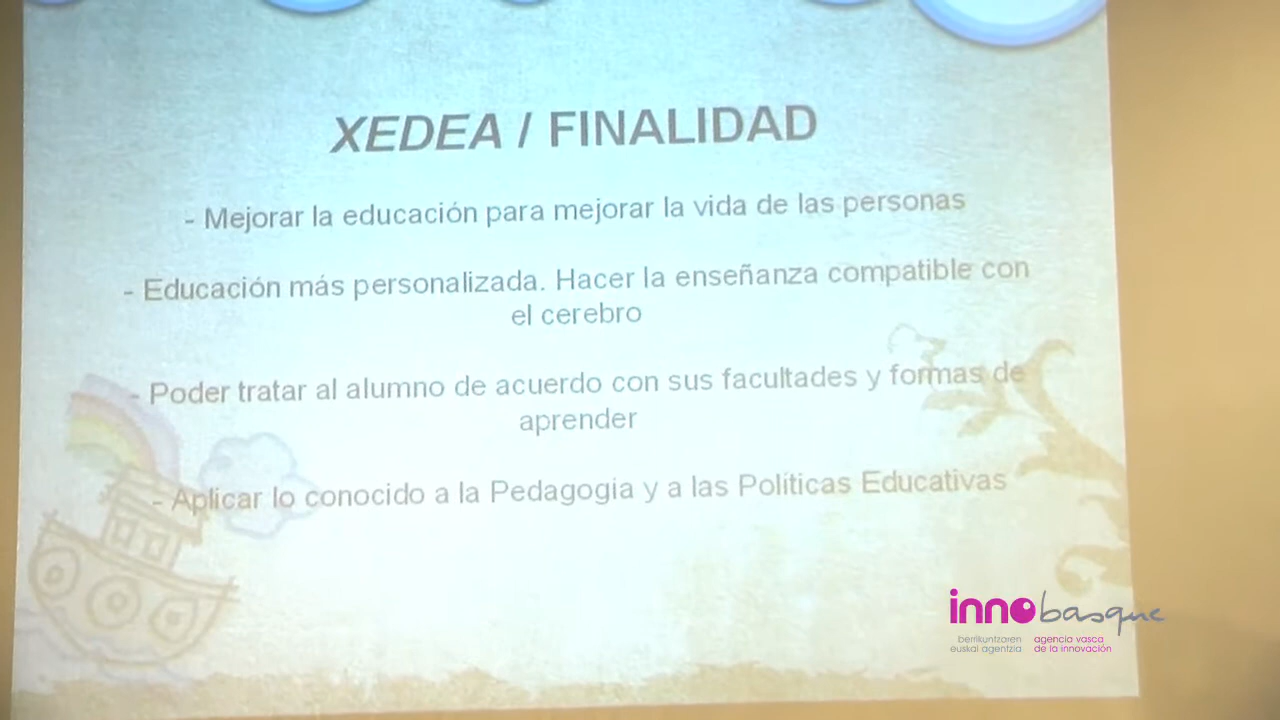 XEDEA / FINALIDAD
- Mejorar la educación para mejorar la vida de las personas
- Educación más personalizada. Hacer la enseñanza compatible con
el cerebro
- Poder tratar al alumno de acuerdo con sus facultades y formas de
aprender
- Aplicar lo conocido a la Pedagogia y a las Políticas Educativas
innobasque
berrikuntzaren
euskal agentzia
agencia vasca
de la innovación